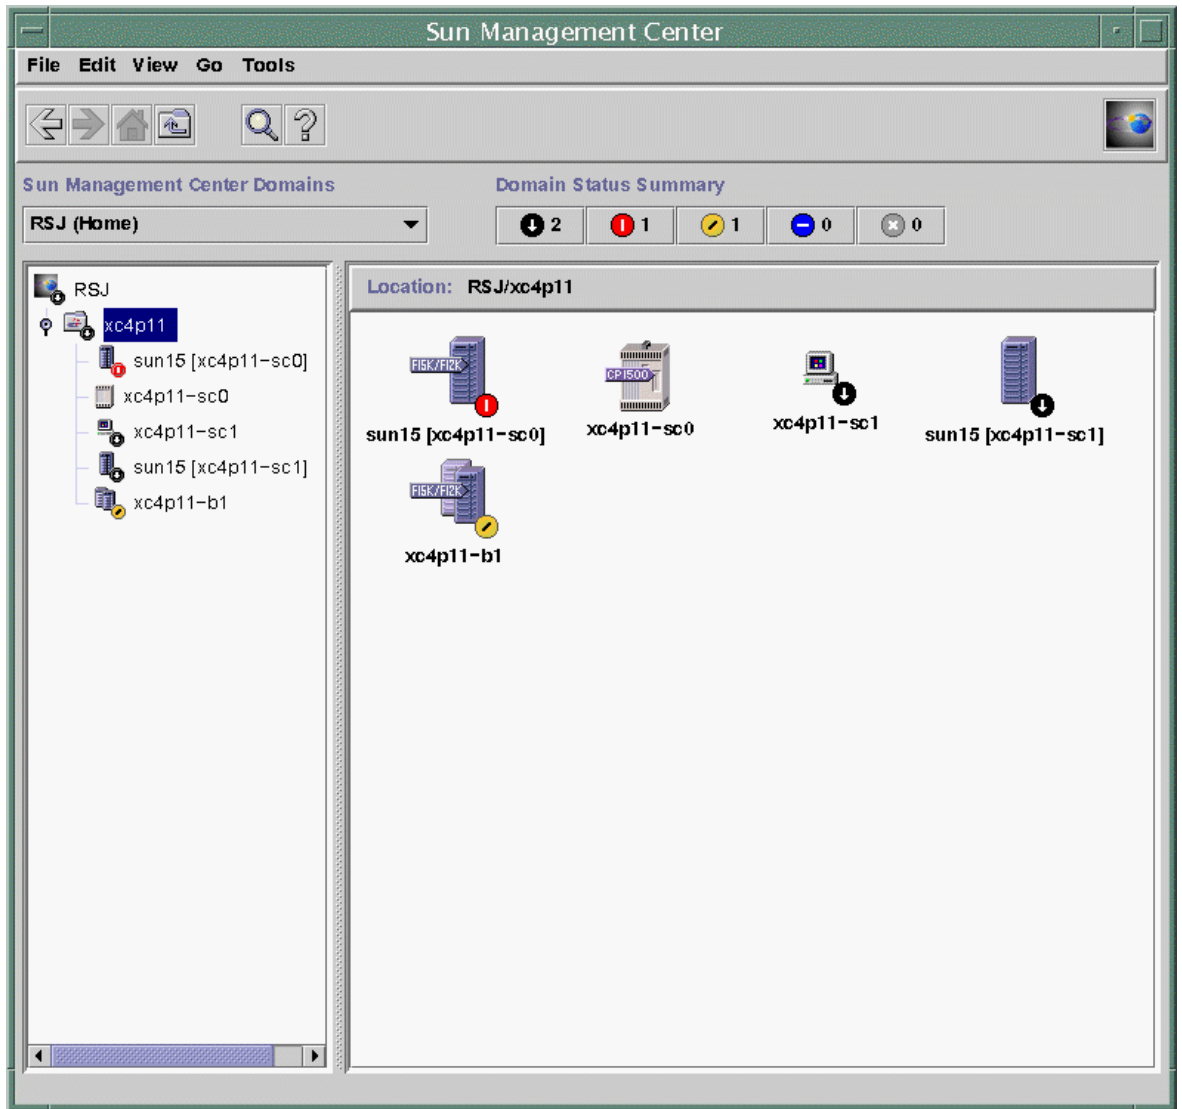 Sun Management Center
File Edit View Go Tools
Sun Management Center Domains
Domain Status Summary
RSJ (Home)
2 1 1 0 0
RSJ
xc4p11
sun15 [xc4p11-sc0]
xc4p11-sc0
xc4p11-sc1
sun15 [xc4p11-sc1]
xc4p11-b1
Location: RSJ/xc4p11
F15K/F12K
CP1500
sun15 [xc4p11-sc0]
xc4p11-sc0
xc4p11-sc1
sun15 [xc4p11-sc1]
F15K/F12K
xc4p11-b1